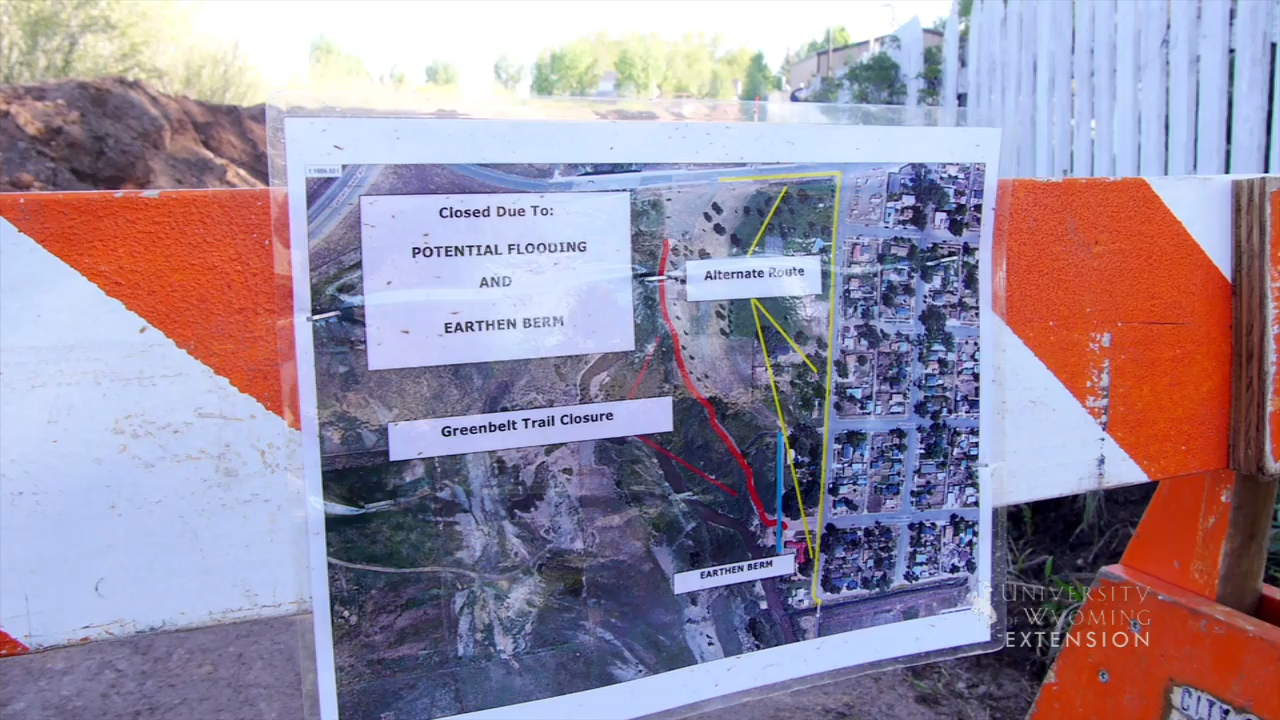 Closed Due To:
POTENTIAL FLOODING
AND
EARTHEN BERM
Alternate Route
Greenbelt Trail Closure
EARTHEN BERM
UNIVERSITY
OF WYOMING
EXTENSION
CITY